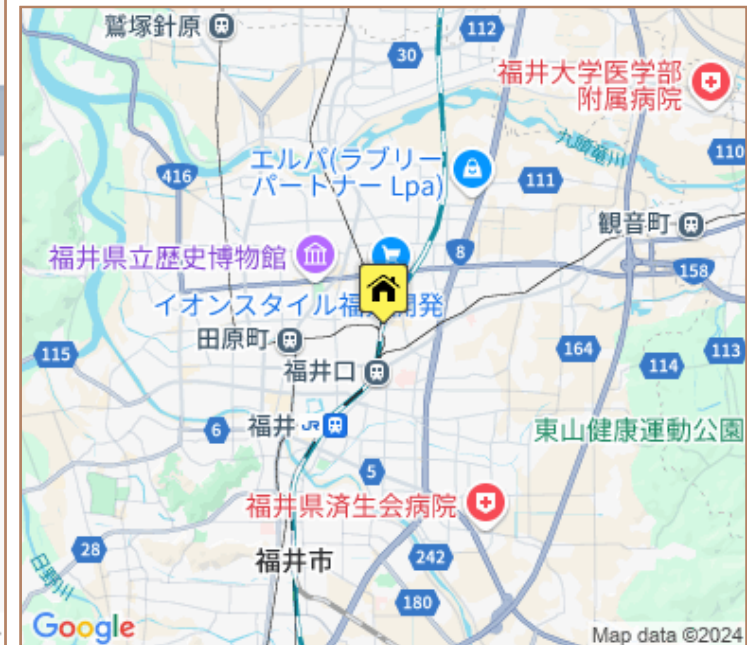 鷲塚針原
112
30
福井大学医学部
附属病院
九頭竜川
エルパ(ラブリー
パートナー Lpa)
110
416
111
観音町
福井県立歴史博物館
8
158
イオンスタイル福 開発
田原町
115
164
113
福井口
114
福井 JR
6
東山健康運動公園
5
福井県済生会病院
28
福井市
242
日野川
180
Google
Map data ©2024